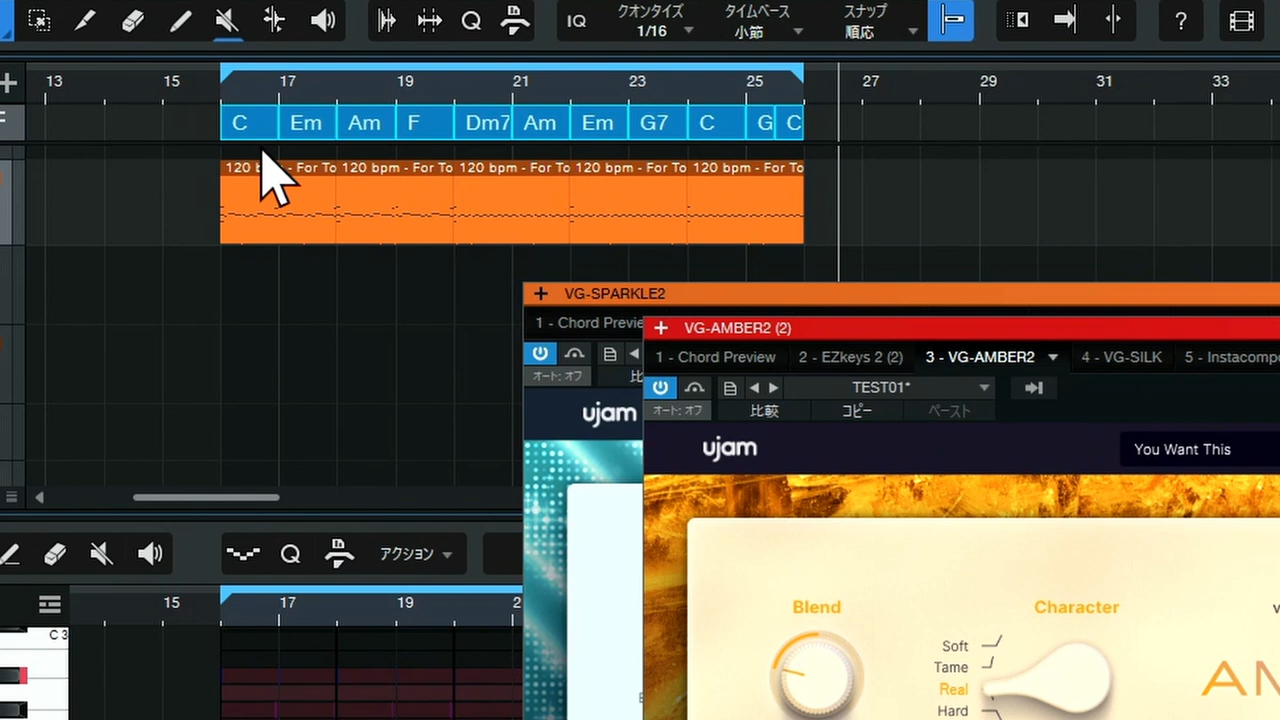 クオンタイズ タイムベース スナップ
IQ 1/16 小節 順応 ?
13 15 17 19 21 23 25 27 29 31 33
C Em Am F Dm7 Am Em G7 C G C
120 b - For To 120 bpm - For To 120 bpm - For To 120 bpm - For To 120 bpm - For To
VG-SPARKLE2
1 - Chord Previe
オート: オフ 比
ujam
VG-AMBER2 (2)
1 - Chord Preview 2 - EZkeys 2 (2) 3 - VG-AMBER2 4 - VG-SILK 5 - Instacompo
TEST01*
オート: オフ 比較 コピー ペースト
ujam You Want This
アクション
15 17 19 2
C 3
Blend Character
Soft
Tame
Real AM
Hard